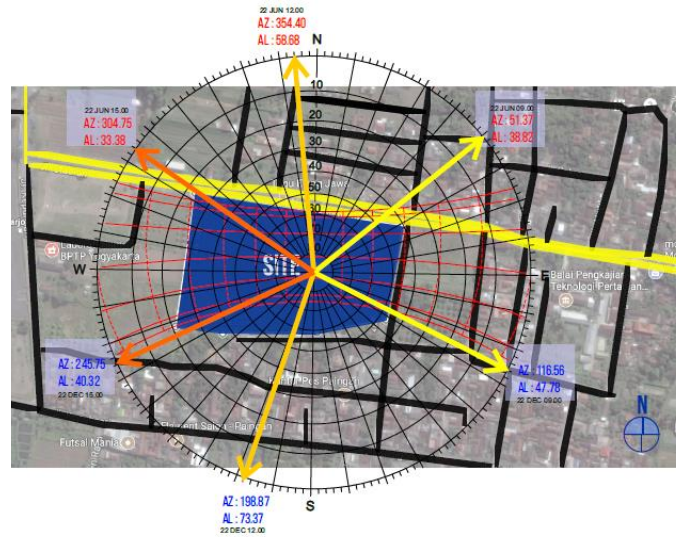 22 JUN 12.00
AZ : 354.40
AL : 58.68
N
10
20
30
40
50
22 JUN 15.00
AZ : 304.75
AL : 33.38
22 JUN 09.00
AZ : 51.37
AL : 38.82
W
SITE
BPTP Yogyakarta
Balai Pengkajian
Teknologi Pertanian...
AZ : 245.75
AL : 40.32
22 DEC 15.00
AZ : 116.56
AL : 47.78
22 DEC 09.00
N
Futsal Mania
S
AZ : 198.87
AL : 73.37
22 DEC 12.00